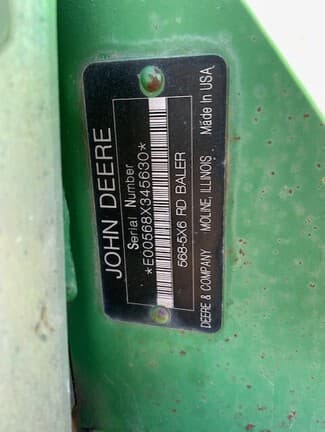 JOHN DEERE
Serial Number
*E00568X345630*
568-5X6 RD BALER
DEERE & COMPANY MOLINE, ILLINOIS Made In USA